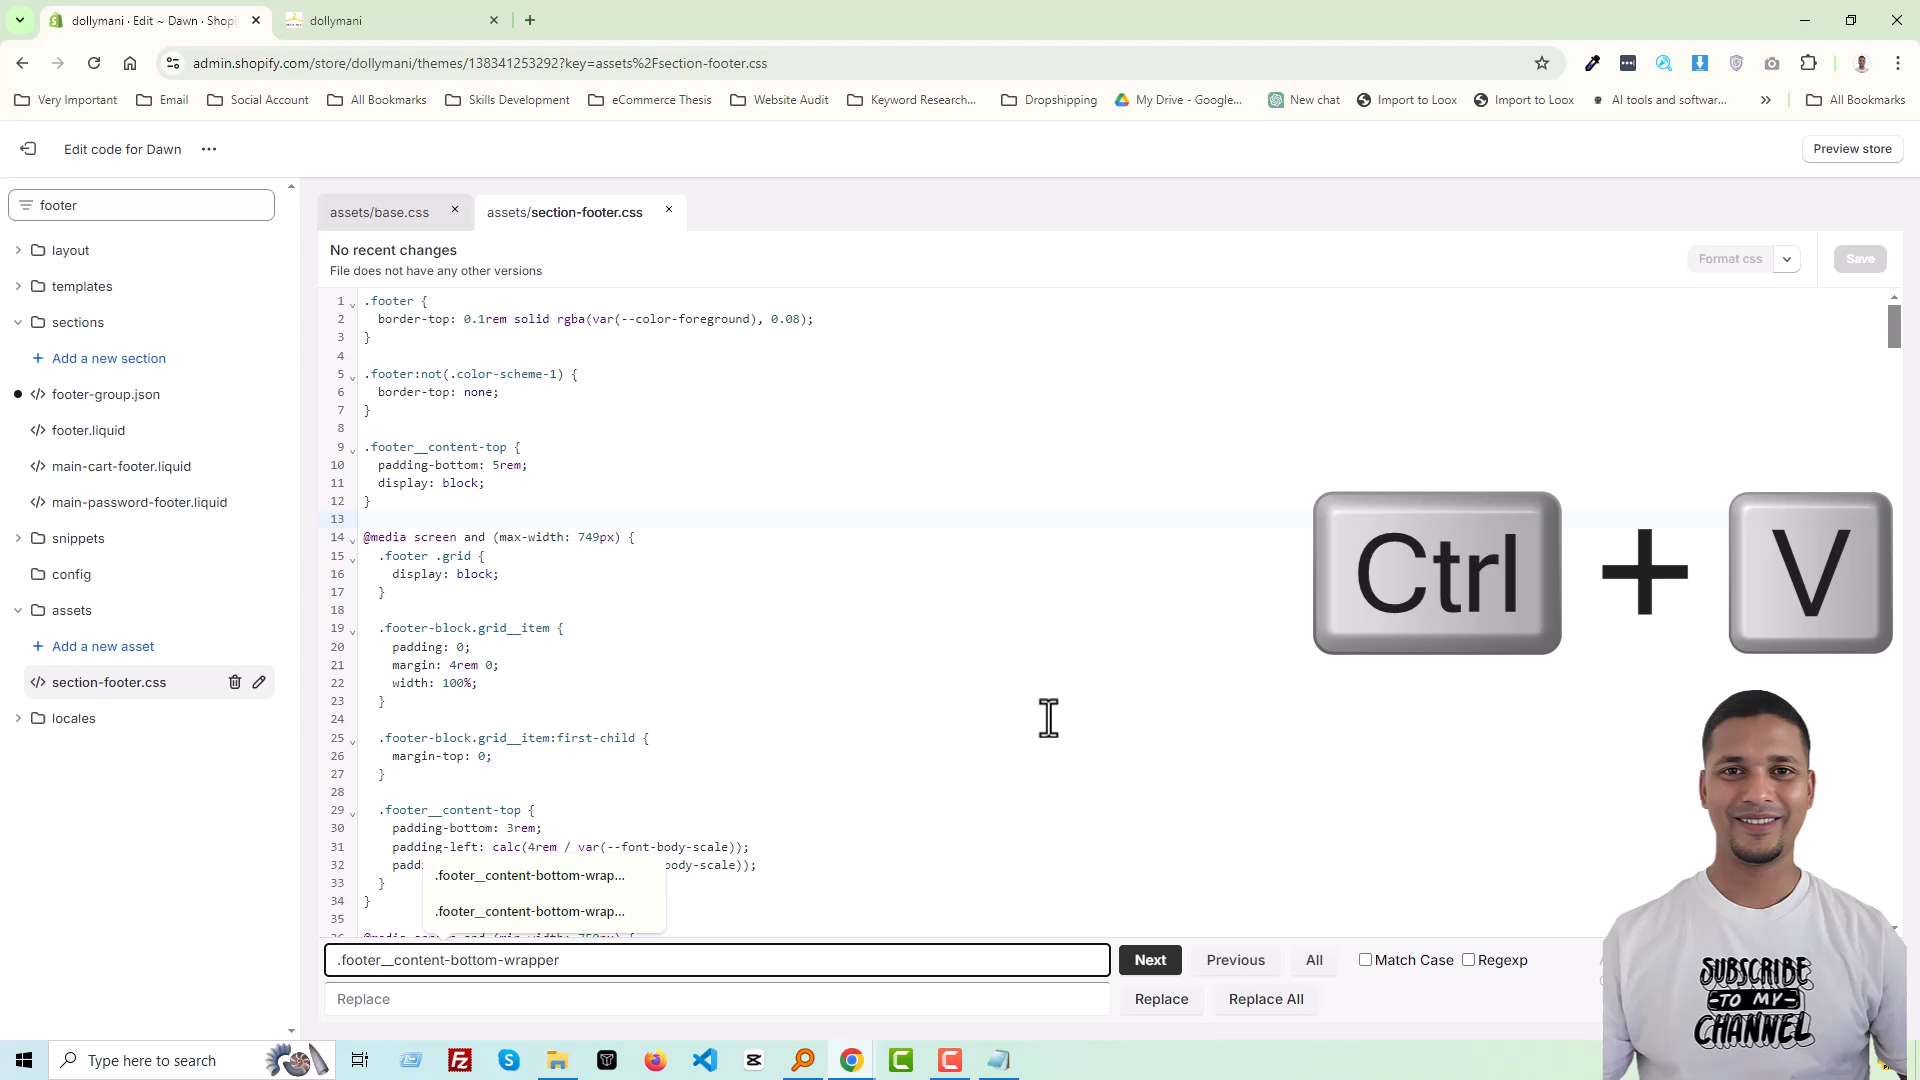 dollymani · Edit ~ Dawn · Shopi
dollymani
admin.shopify.com/store/dollymani/themes/138341253292?key=assets%2Fsection-footer.css
Very Important
Email
Social Account
All Bookmarks
Skills Development
eCommerce Thesis
Website Audit
Keyword Research...
Dropshipping
My Drive - Google...
New chat
Import to Loox
Import to Loox
AI tools and softwar...
All Bookmarks
Edit code for Dawn
Preview store
footer
layout
templates
sections
Add a new section
footer-group.json
footer.liquid
main-cart-footer.liquid
main-password-footer.liquid
snippets
config
assets
Add a new asset
section-footer.css
locales
assets/base.css
assets/section-footer.css
No recent changes
File does not have any other versions
Format css
Save
1 .footer {
2 border-top: 0.1rem solid rgba(var(--color-foreground), 0.08);
3 }
4
5 .footer:not(.color-scheme-1) {
6 border-top: none;
7 }
8
9 .footer__content-top {
10 padding-bottom: 5rem;
11 display: block;
12 }
13
14 @media screen and (max-width: 749px) {
15 .footer .grid {
16 display: block;
17 }
18
19 .footer-block.grid__item {
20 padding: 0;
21 margin: 4rem 0;
22 width: 100%;
23 }
24
25 .footer-block.grid__item:first-child {
26 margin-top: 0;
27 }
28
29 .footer__content-top {
30 padding-bottom: 3rem;
31 padding-left: calc(4rem / var(--font-body-scale));
32 padd body-scale));
33 }
34 }
35
.footer__content-bottom-wrap...
.footer__content-bottom-wrap...
.footer__content-bottom-wrapper
Next
Previous
All
Match Case
Regexp
Replace
Replace
Replace All
Ctrl + V
SUBSCRIBE
-TO MY-
CHANNEL
Type here to search